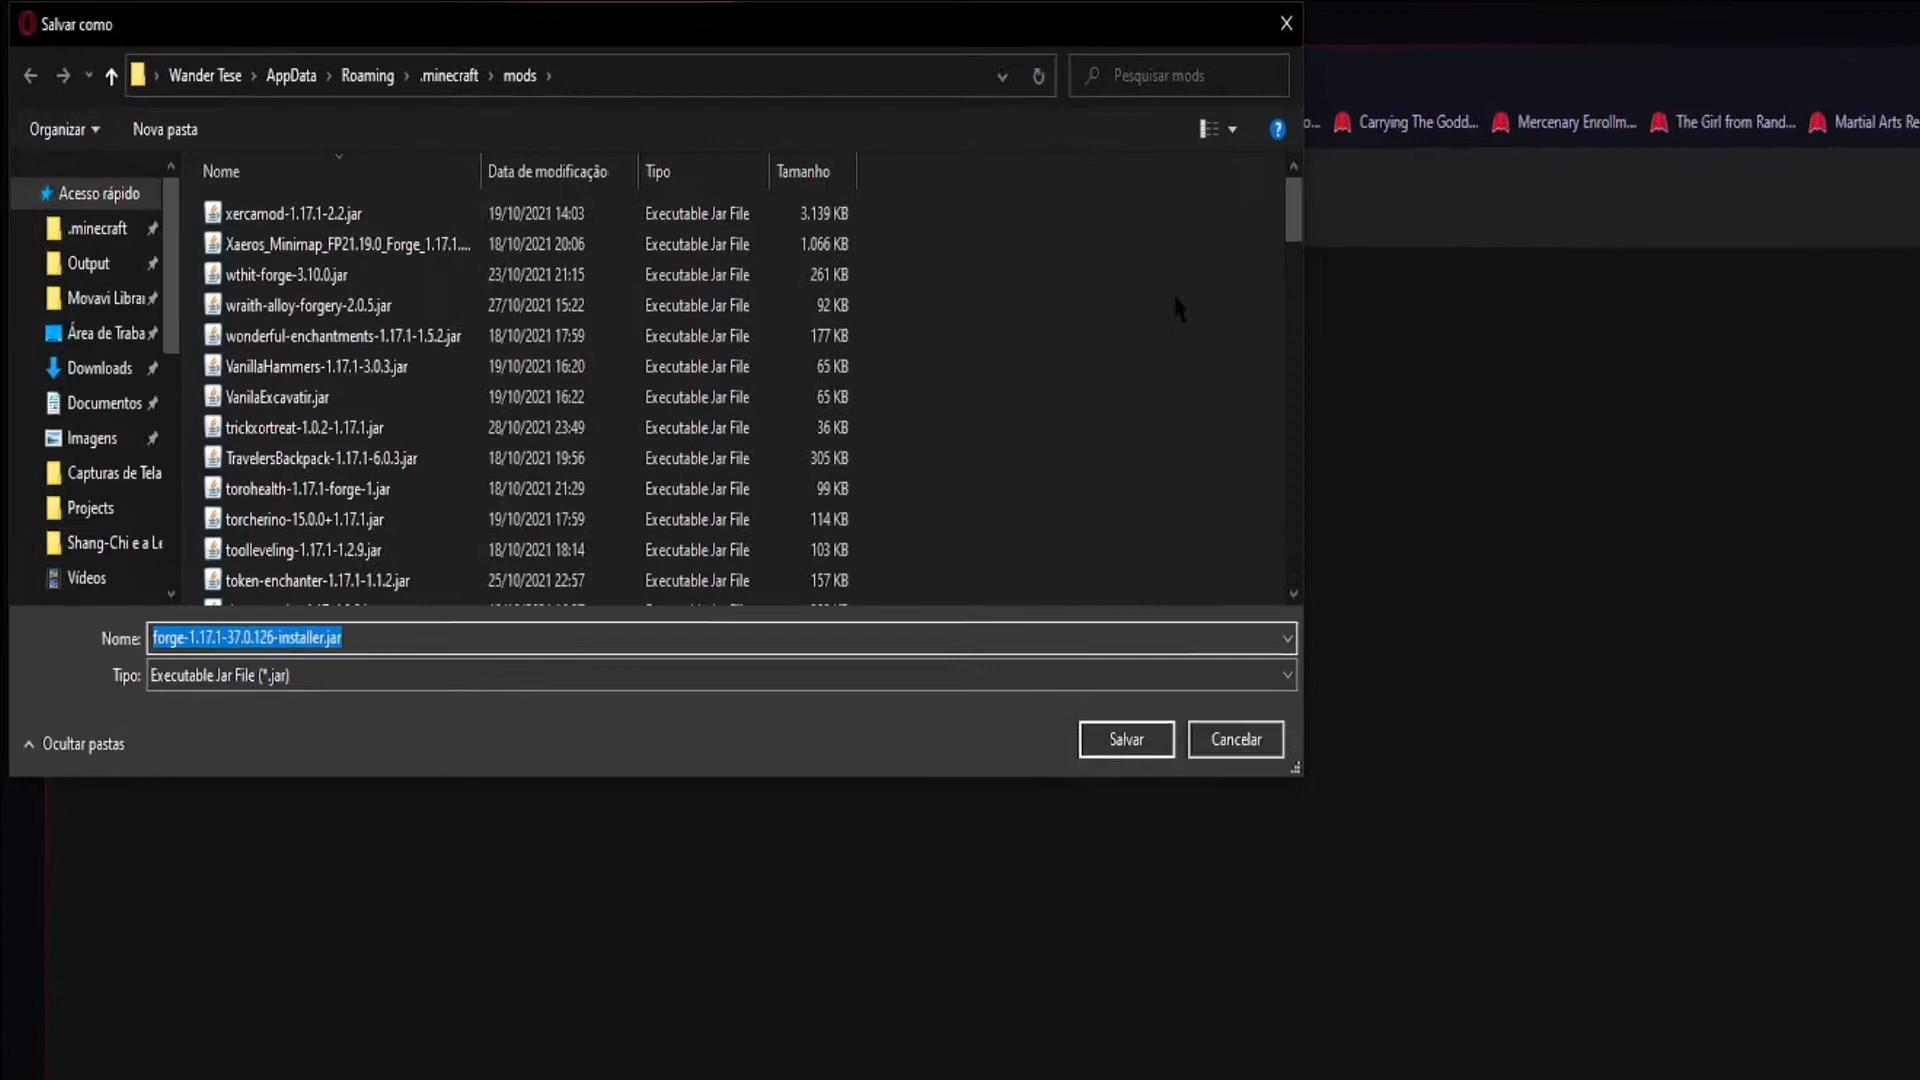 Salvar como
Wander Tese > AppData > Roaming > .minecraft > mods >
Pesquisar mods
Organizar
Nova pasta
o...
Carrying The Godd...
Mercenary Enrollm...
The Girl from Rand...
Martial Arts Re
Nome
Data de modificação
Tipo
Tamanho
Acesso rápido
.minecraft
Output
Movavi Librar
Área de Traba
Downloads
Documentos
Imagens
Capturas de Tela
Projects
Shang-Chi e a Le
Vídeos
xercamod-1.17.1-2.2.jar 19/10/2021 14:03 Executable Jar File 3.139 KB
Xaeros_Minimap_FP21.19.0_Forge_1.17.1.... 18/10/2021 20:06 Executable Jar File 1.066 KB
wthit-forge-3.10.0.jar 23/10/2021 21:15 Executable Jar File 261 KB
wraith-alloy-forgery-2.0.5.jar 27/10/2021 15:22 Executable Jar File 92 KB
wonderful-enchantments-1.17.1-1.5.2.jar 18/10/2021 17:59 Executable Jar File 177 KB
VanillaHammers-1.17.1-3.0.3.jar 19/10/2021 16:20 Executable Jar File 65 KB
VanilaExcavatir.jar 19/10/2021 16:22 Executable Jar File 65 KB
trickxortreat-1.0.2-1.17.1.jar 28/10/2021 23:49 Executable Jar File 36 KB
TravelersBackpack-1.17.1-6.0.3.jar 18/10/2021 19:56 Executable Jar File 305 KB
torohealth-1.17.1-forge-1.jar 18/10/2021 21:29 Executable Jar File 99 KB
torcherino-15.0.0+1.17.1.jar 19/10/2021 17:59 Executable Jar File 114 KB
toolleveling-1.17.1-1.2.9.jar 18/10/2021 18:14 Executable Jar File 103 KB
token-enchanter-1.17.1-1.1.2.jar 25/10/2021 22:57 Executable Jar File 157 KB
Nome: forge-1.17.1-37.0.126-installer.jar
Tipo: Executable Jar File (*.jar)
Ocultar pastas
Salvar
Cancelar